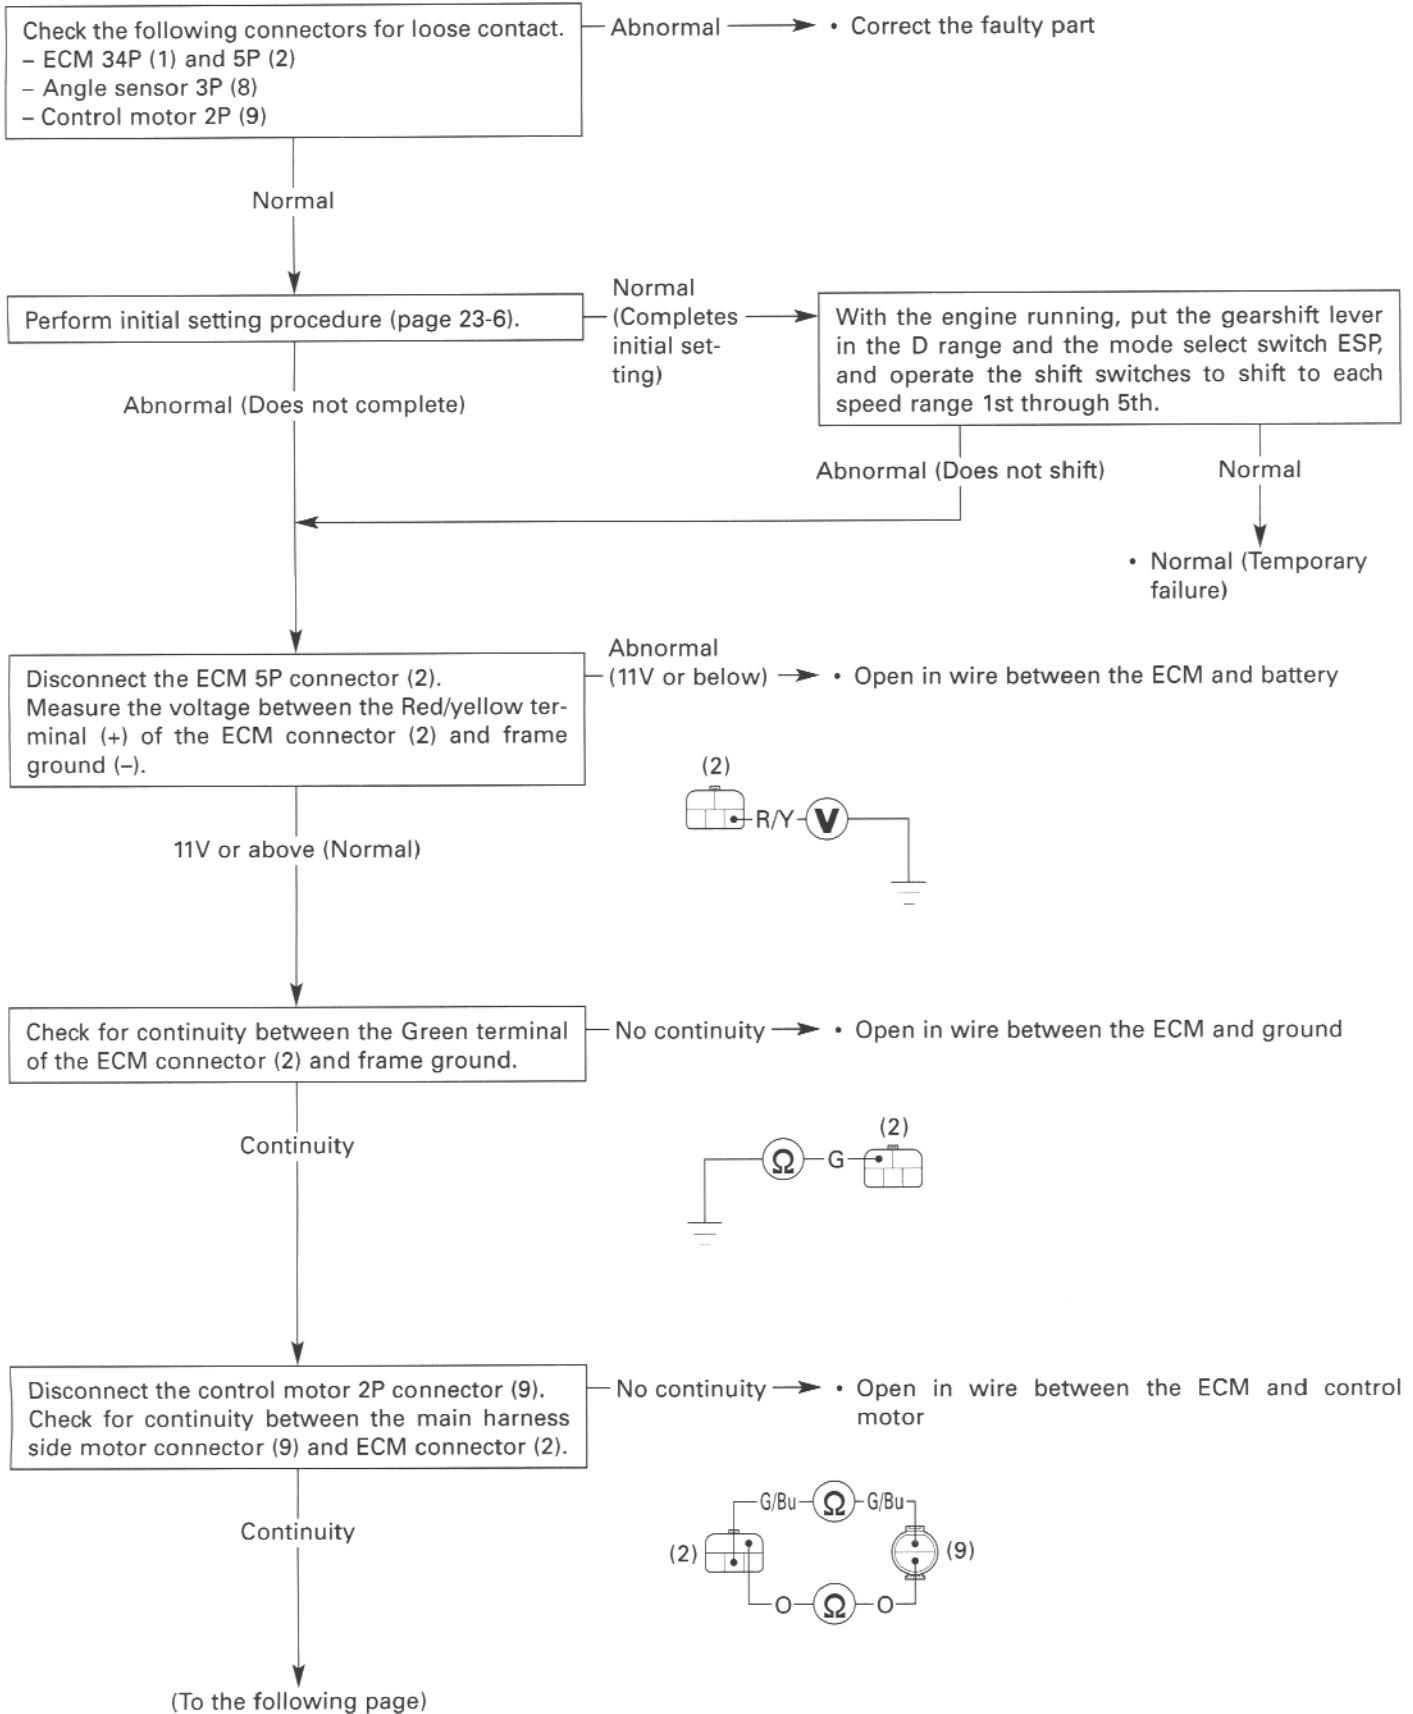 Check the following connectors for loose contact.
– ECM 34P (1) and 5P (2)
– Angle sensor 3P (8)
– Control motor 2P (9)
Abnormal
• Correct the faulty part
Normal
Perform initial setting procedure (page 23-6).
Normal
(Completes
initial set-
ting)
With the engine running, put the gearshift lever
in the D range and the mode select switch ESP,
and operate the shift switches to shift to each
speed range 1st through 5th.
Abnormal (Does not complete)
Abnormal (Does not shift)
Normal
• Normal (Temporary
failure)
Disconnect the ECM 5P connector (2).
Measure the voltage between the Red/yellow ter-
minal (+) of the ECM connector (2) and frame
ground (–).
Abnormal
(11V or below)
• Open in wire between the ECM and battery
(2)
R/Y
V
11V or above (Normal)
Check for continuity between the Green terminal
of the ECM connector (2) and frame ground.
No continuity
• Open in wire between the ECM and ground
(2)
Ω
G
Continuity
Disconnect the control motor 2P connector (9).
Check for continuity between the main harness
side motor connector (9) and ECM connector (2).
No continuity
• Open in wire between the ECM and control
motor
G/Bu Ω G/Bu
(2)
(9)
O Ω O
Continuity
(To the following page)